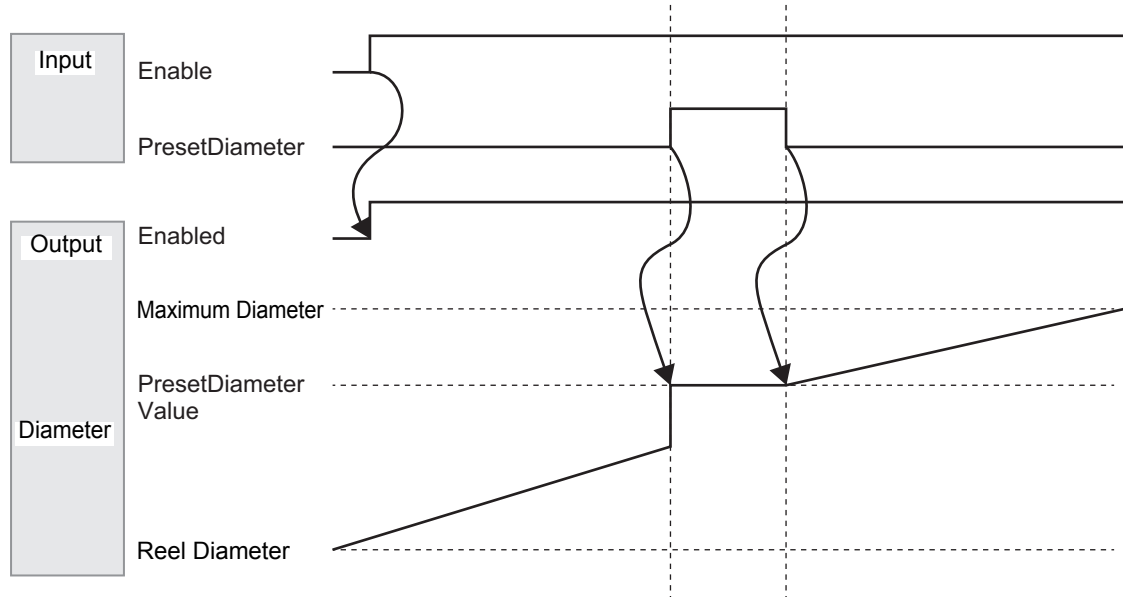 Input
Enable
PresetDiameter
Output
Enabled
Maximum Diameter
PresetDiameter
Value
Diameter
Reel Diameter